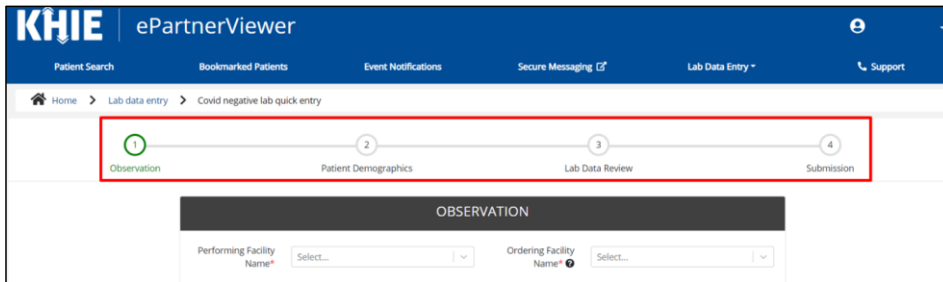 KHIE ePartnerViewer
Patient Search Bookmarked Patients Event Notifications Secure Messaging Lab Data Entry Support
Home > Lab data entry > Covid negative lab quick entry
1 2 3 4
Observation Patient Demographics Lab Data Review Submission
OBSERVATION
Performing Facility Name* Select... Ordering Facility Name* Select...